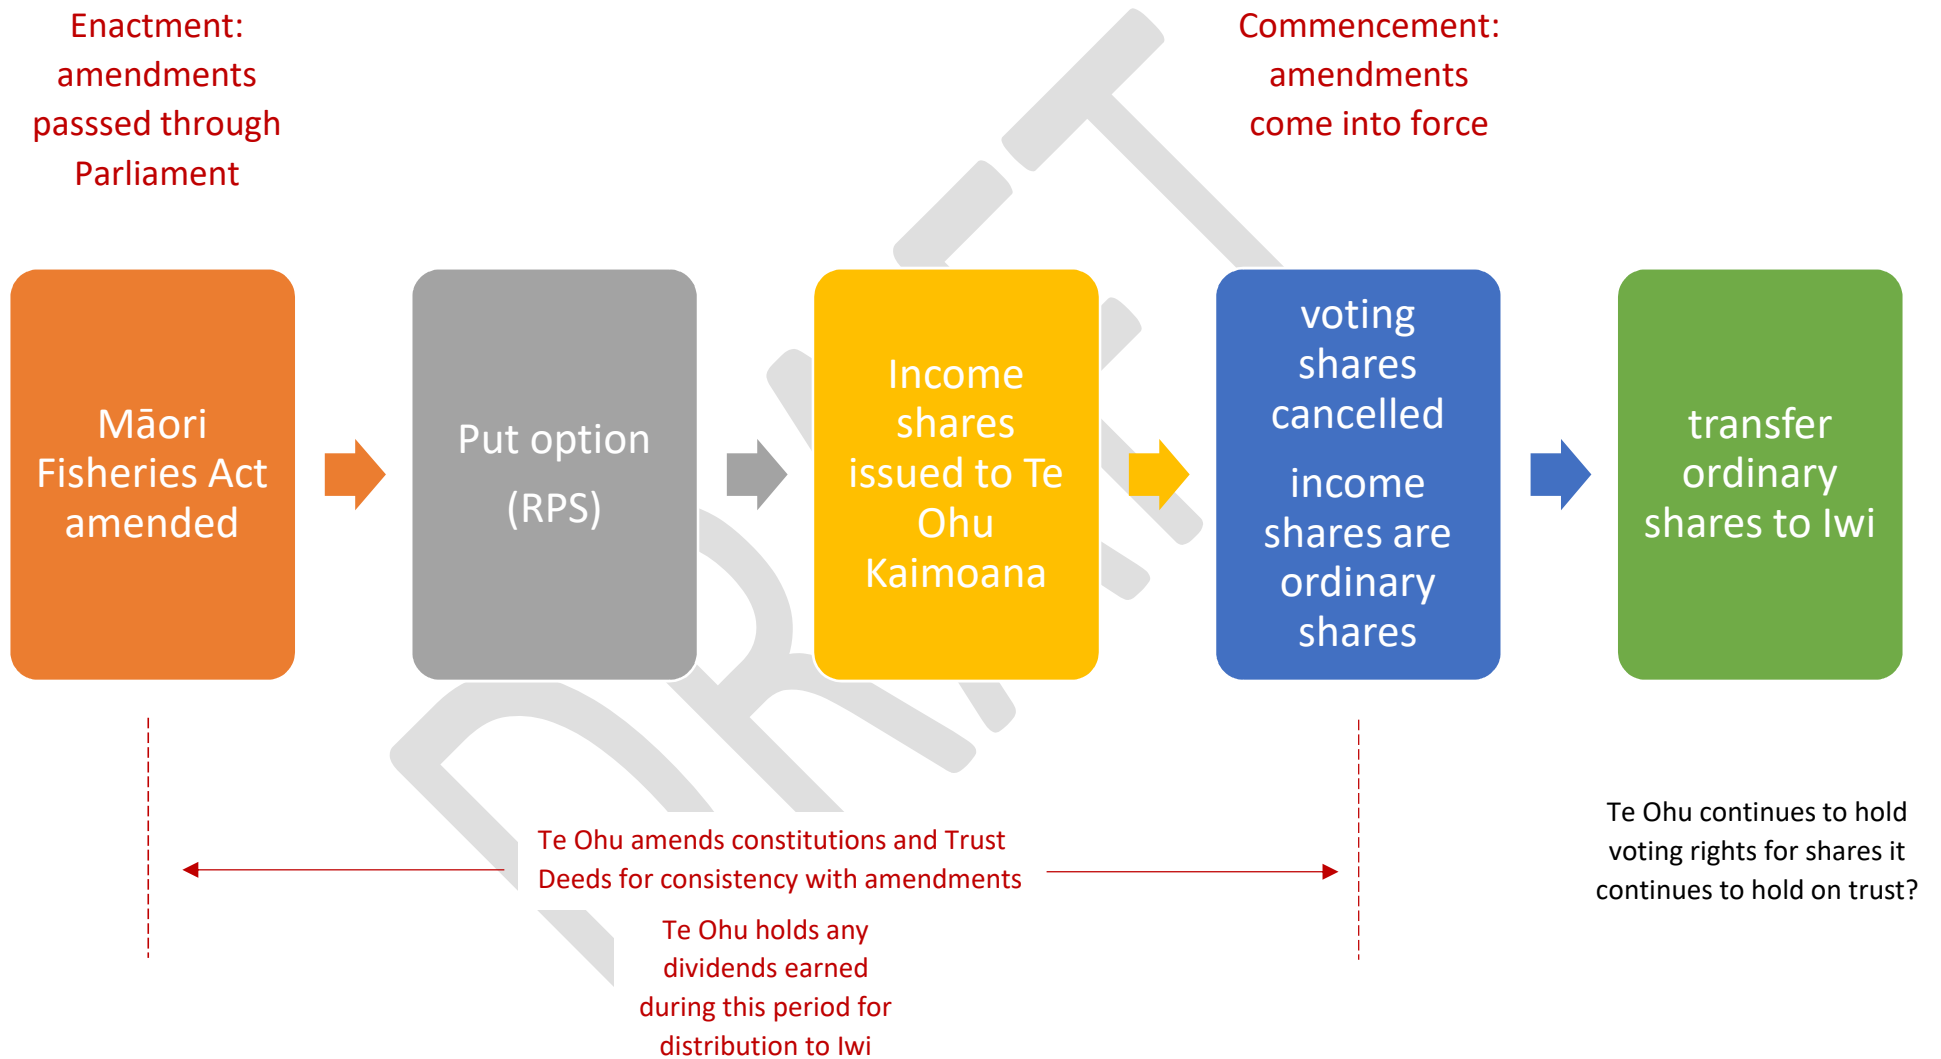 Enactment:
amendments
passsed through
Parliament
Commencement:
amendments
come into force
Māori
Fisheries Act
amended
Put option
(RPS)
Income
shares
issued to Te
Ohu
Kaimoana
voting
shares
cancelled
income
shares are
ordinary
shares
transfer
ordinary
shares to Iwi
Te Ohu amends constitutions and Trust
Deeds for consistency with amendments
Te Ohu holds any
dividends earned
during this period for
distribution to Iwi
Te Ohu continues to hold
voting rights for shares it
continues to hold on trust?
DRAFT